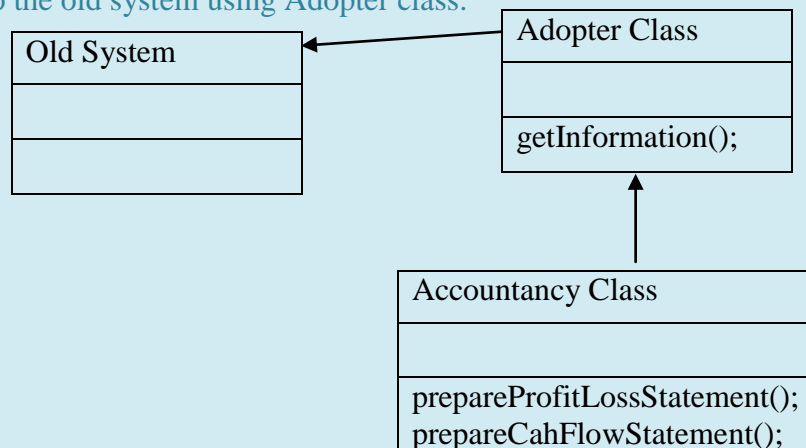 the old system using Adopter class.
Old System
Adopter Class
getInformation();
Accountancy Class
prepareProfitLossStatement();
prepareCahFlowStatement();